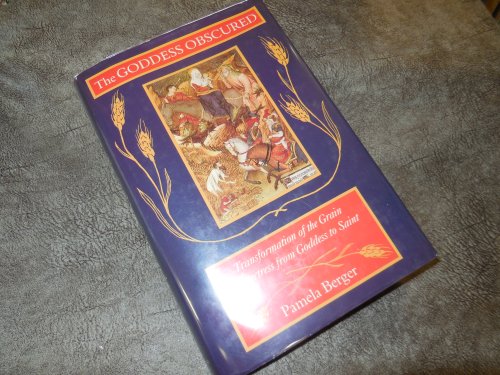 The GODDESS OBSCURED
Transformation of the Grain
from Goddess to Saint
Pamela Berger